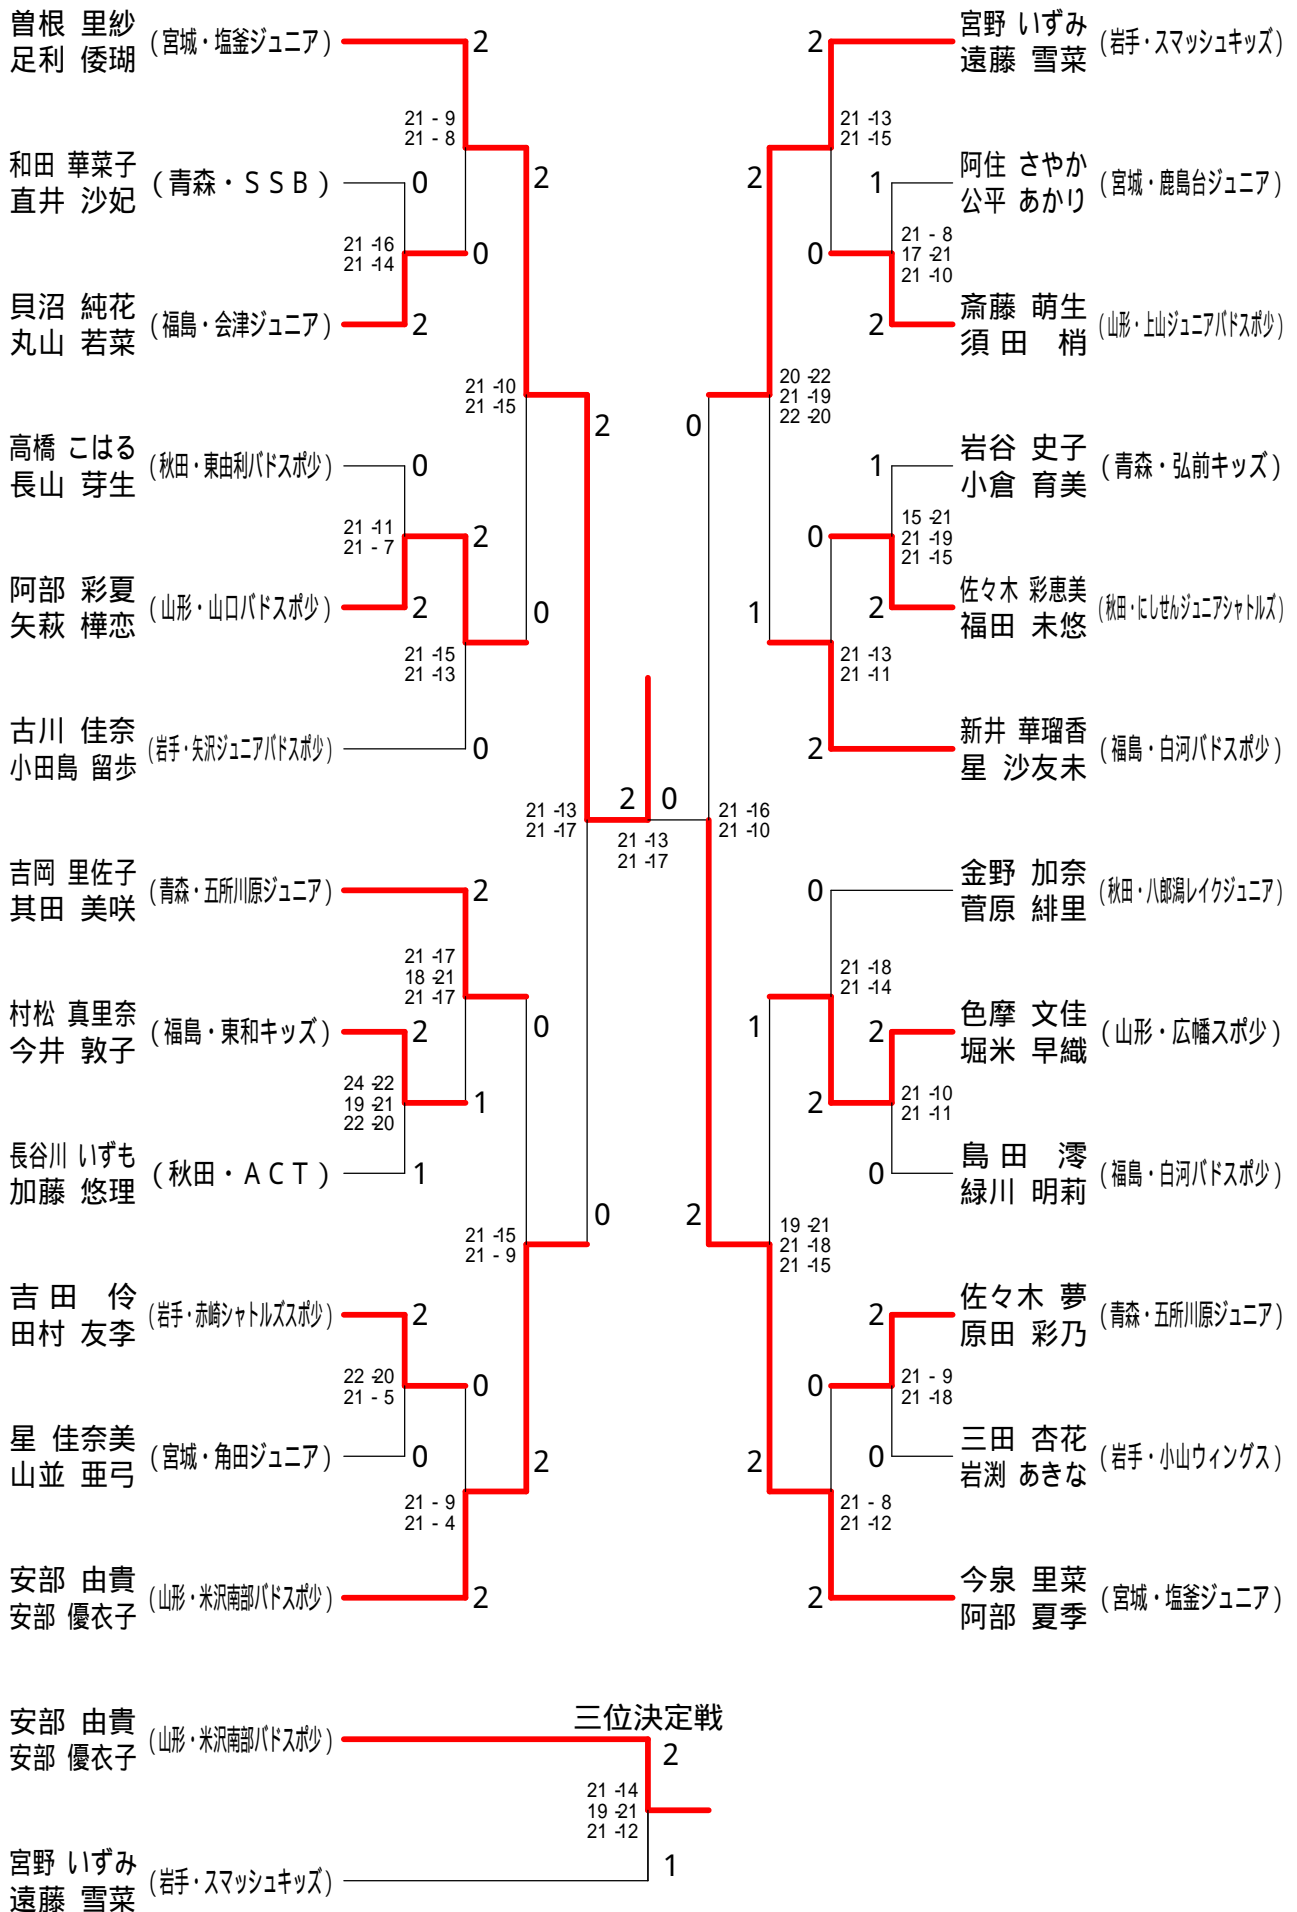 曽根 里紗
足利 倭瑚
(宮城・塩釜ジュニア)
2
21 - 9
21 - 8
和田 華菜子
直井 沙妃
(青森・ＳＳＢ)
0
2
21 -16
21 -14
0
貝沼 純花
丸山 若菜
(福島・会津ジュニア)
2
21 -10
21 -15
2
高橋 こはる
長山 芽生
(秋田・東由利バドスポ少)
0
21 -11
21 - 7
2
阿部 彩夏
矢萩 樺恋
(山形・山口バドスポ少)
2
0
21 -15
21 -13
古川 佳奈
小田島 留歩
(岩手・矢沢ジュニアバドスポ少)
0
21 -13
21 -17
2
0
21 -13
21 -17
吉岡 里佐子
其田 美咲
(青森・五所川原ジュニア)
2
21 -17
18 -21
21 -17
村松 真里奈
今井 敦子
(福島・東和キッズ)
2
0
24 -22
19 -21
22 -20
1
長谷川 いずも
加藤 悠理
(秋田・ＡＣＴ)
1
21 -15
21 - 9
0
吉田 伶
田村 友李
(岩手・赤崎シャトルズスポ少)
2
22 -20
21 - 5
0
星 佳奈美
山並 亜弓
(宮城・角田ジュニア)
0
2
21 - 9
21 - 4
安部 由貴
安部 優衣子
(山形・米沢南部バドスポ少)
2
2
宮野 いずみ
遠藤 雪菜
(岩手・スマッシュキッズ)
21 -13
21 -15
2
1
阿住 さやか
公平 あかり
(宮城・鹿島台ジュニア)
0
21 - 8
17 -21
21 -10
2
斎藤 萌生
須田 梢
(山形・上山ジュニアバドスポ少)
0
20 -22
21 -19
22 -20
1
岩谷 史子
小倉 育美
(青森・弘前キッズ)
0
15 -21
21 -19
21 -15
1
2
佐々木 彩恵美
福田 未悠
(秋田・にしせんジュニアシャトルズ)
21 -13
21 -11
2
新井 華瑠香
星 沙友未
(福島・白河バドスポ少)
21 -16
21 -10
0
金野 加奈
菅原 緋里
(秋田・八郎潟レイクジュニア)
21 -18
21 -14
1
2
色摩 文佳
堀米 早織
(山形・広幡スポ少)
2
21 -10
21 -11
0
島田 澪
緑川 明莉
(福島・白河バドスポ少)
2
19 -21
21 -18
21 -15
2
佐々木 夢
原田 彩乃
(青森・五所川原ジュニア)
0
21 - 9
21 -18
2
0
三田 杏花
岩渕 あきな
(岩手・小山ウィングス)
21 - 8
21 -12
2
今泉 里菜
阿部 夏季
(宮城・塩釜ジュニア)
三位決定戦
安部 由貴
安部 優衣子
(山形・米沢南部バドスポ少)
2
21 -14
19 -21
21 -12
宮野 いずみ
遠藤 雪菜
(岩手・スマッシュキッズ)
1